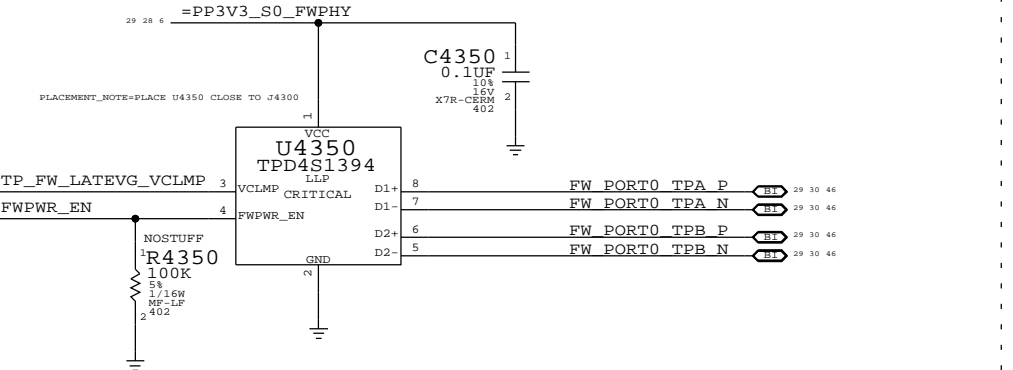 =PP3V3_S0_FWPHY
29 28 6
C4350
1
0.1UF
10%
16V
X7R-CERM
402
2
PLACEMENT_NOTE=PLACE U4350 CLOSE TO J4300
1
VCC
U4350
TPD4S1394
LLP
CRITICAL
TP_FW_LATEVG_VCLMP
3
VCLMP
D1+
8
FW_PORT0_TPA_P
BI
29 30 46
FWPWR_EN
4
FWPWR_EN
D1-
7
FW_PORT0_TPA_N
BI
29 30 46
D2+
6
FW_PORT0_TPB_P
BI
29 30 46
D2-
5
FW_PORT0_TPB_N
BI
29 30 46
GND
2
NOSTUFF
1
R4350
100K
5%
1/16W
MF-LF
402
2